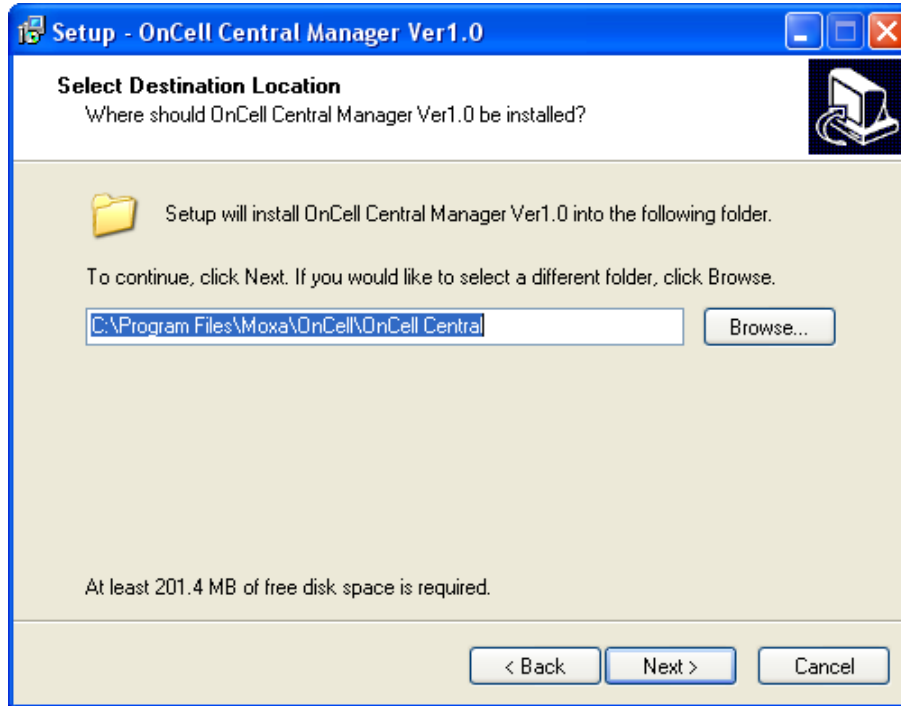 Setup - OnCell Central Manager Ver1.0
Select Destination Location
Where should OnCell Central Manager Ver1.0 be installed?
Setup will install OnCell Central Manager Ver1.0 into the following folder.
To continue, click Next. If you would like to select a different folder, click Browse.
C:\Program Files\Moxa\OnCell\OnCell Central
Browse...
At least 201.4 MB of free disk space is required.
< Back
Next >
Cancel